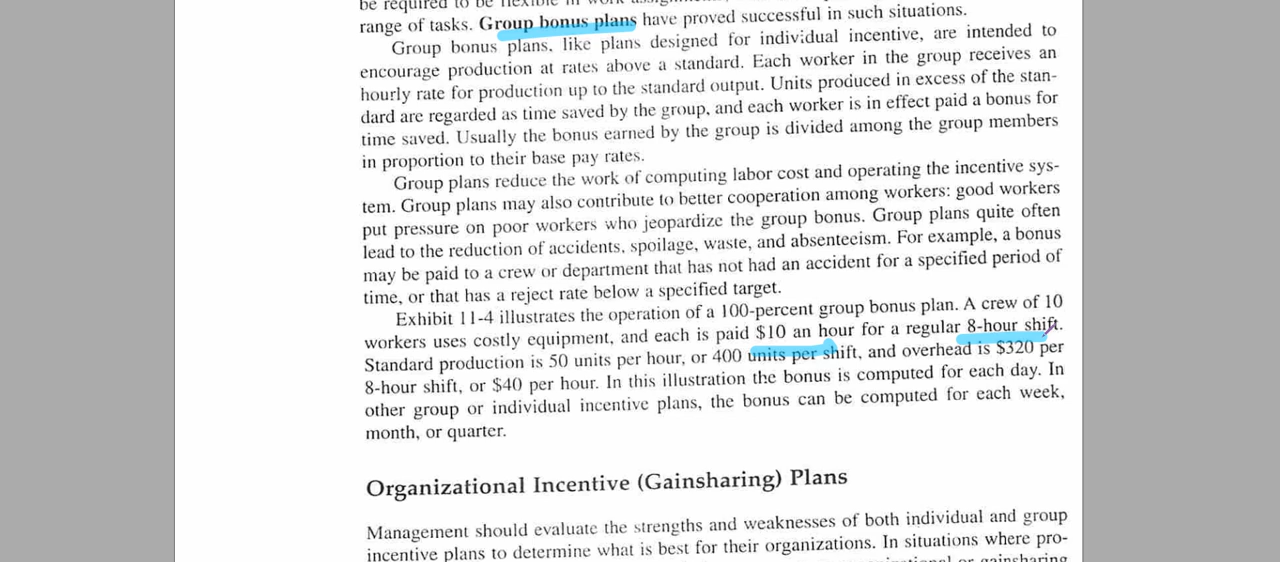 be required to be flexible in work
range of tasks. Group bonus plans have proved successful in such situations.
Group bonus plans, like plans designed for individual incentive, are intended to
encourage production at rates above a standard. Each worker in the group receives an
hourly rate for production up to the standard output. Units produced in excess of the stan-
dard are regarded as time saved by the group, and each worker is in effect paid a bonus for
time saved. Usually the bonus earned by the group is divided among the group members
in proportion to their base pay rates.
Group plans reduce the work of computing labor cost and operating the incentive sys-
tem. Group plans may also contribute to better cooperation among workers: good workers
put pressure on poor workers who jeopardize the group bonus. Group plans quite often
lead to the reduction of accidents, spoilage, waste, and absenteeism. For example, a bonus
may be paid to a crew or department that has not had an accident for a specified period of
time, or that has a reject rate below a specified target.
Exhibit 11-4 illustrates the operation of a 100-percent group bonus plan. A crew of 10
workers uses costly equipment, and each is paid $10 an hour for a regular 8-hour shift.
Standard production is 50 units per hour, or 400 units per shift, and overhead is $320 per
8-hour shift, or $40 per hour. In this illustration the bonus is computed for each day. In
other group or individual incentive plans, the bonus can be computed for each week,
month, or quarter.
Organizational Incentive (Gainsharing) Plans
Management should evaluate the strengths and weaknesses of both individual and group
incentive plans to determine what is best for their organizations. In situations where pro-
or gainsharing